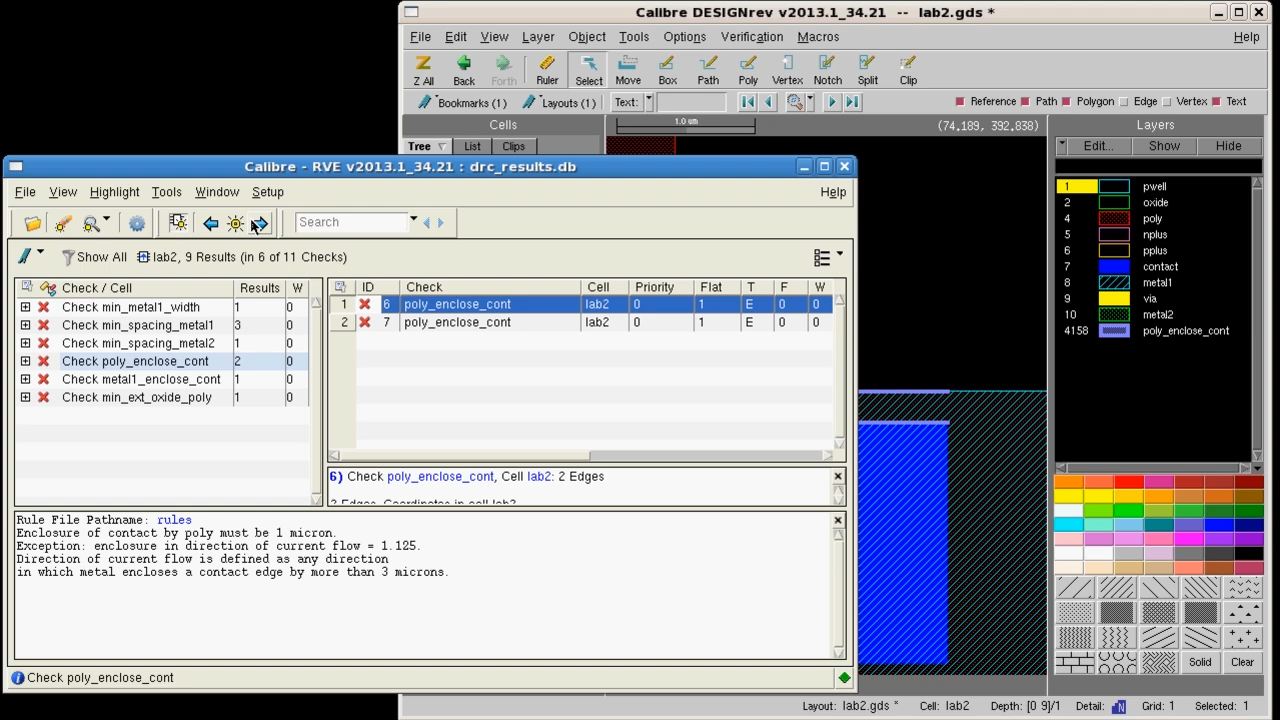 Calibre DESIGNrev v2013.1_34.21 -- lab2.gds *
File Edit View Layer Object Tools Options Verification Macros Help
Z All Back Forth Ruler Select Move Box Path Poly Vertex Notch Split Clip
Bookmarks (1) Layouts (1) Text: Reference Path Polygon Edge Vertex Text
Cells
1.0 um
(74.189, 392.838)
Layers
Tree List Clips
Edit... Show Hide
1 pwell
2 oxide
4 poly
5 nplus
6 pplus
7 contact
8 metal1
9 via
10 metal2
4158 poly_enclose_cont
Solid Clear
Layout: lab2.gds * Cell: lab2 Depth: [0 9]/1 Detail: Grid: 1 Selected: 1
Calibre - RVE v2013.1_34.21 : drc_results.db
File View Highlight Tools Window Setup Help
Search
Show All lab2, 9 Results (in 6 of 11 Checks)
Check / Cell Results W
Check min_metal1_width 1 0
Check min_spacing_metal1 3 0
Check min_spacing_metal2 1 0
Check poly_enclose_cont 2 0
Check metal1_enclose_cont 1 0
Check min_ext_oxide_poly 1 0
ID Check Cell Priority Flat T F W
1 6 poly_enclose_cont lab2 0 1 E 0 0
2 7 poly_enclose_cont lab2 0 1 E 0 0
6) Check poly_enclose_cont, Cell lab2: 2 Edges
2 Edges, Coordinates in cell lab2
Rule File Pathname: rules
Enclosure of contact by poly must be 1 micron.
Exception: enclosure in direction of current flow = 1.125.
Direction of current flow is defined as any direction
in which metal encloses a contact edge by more than 3 microns.
Check poly_enclose_cont